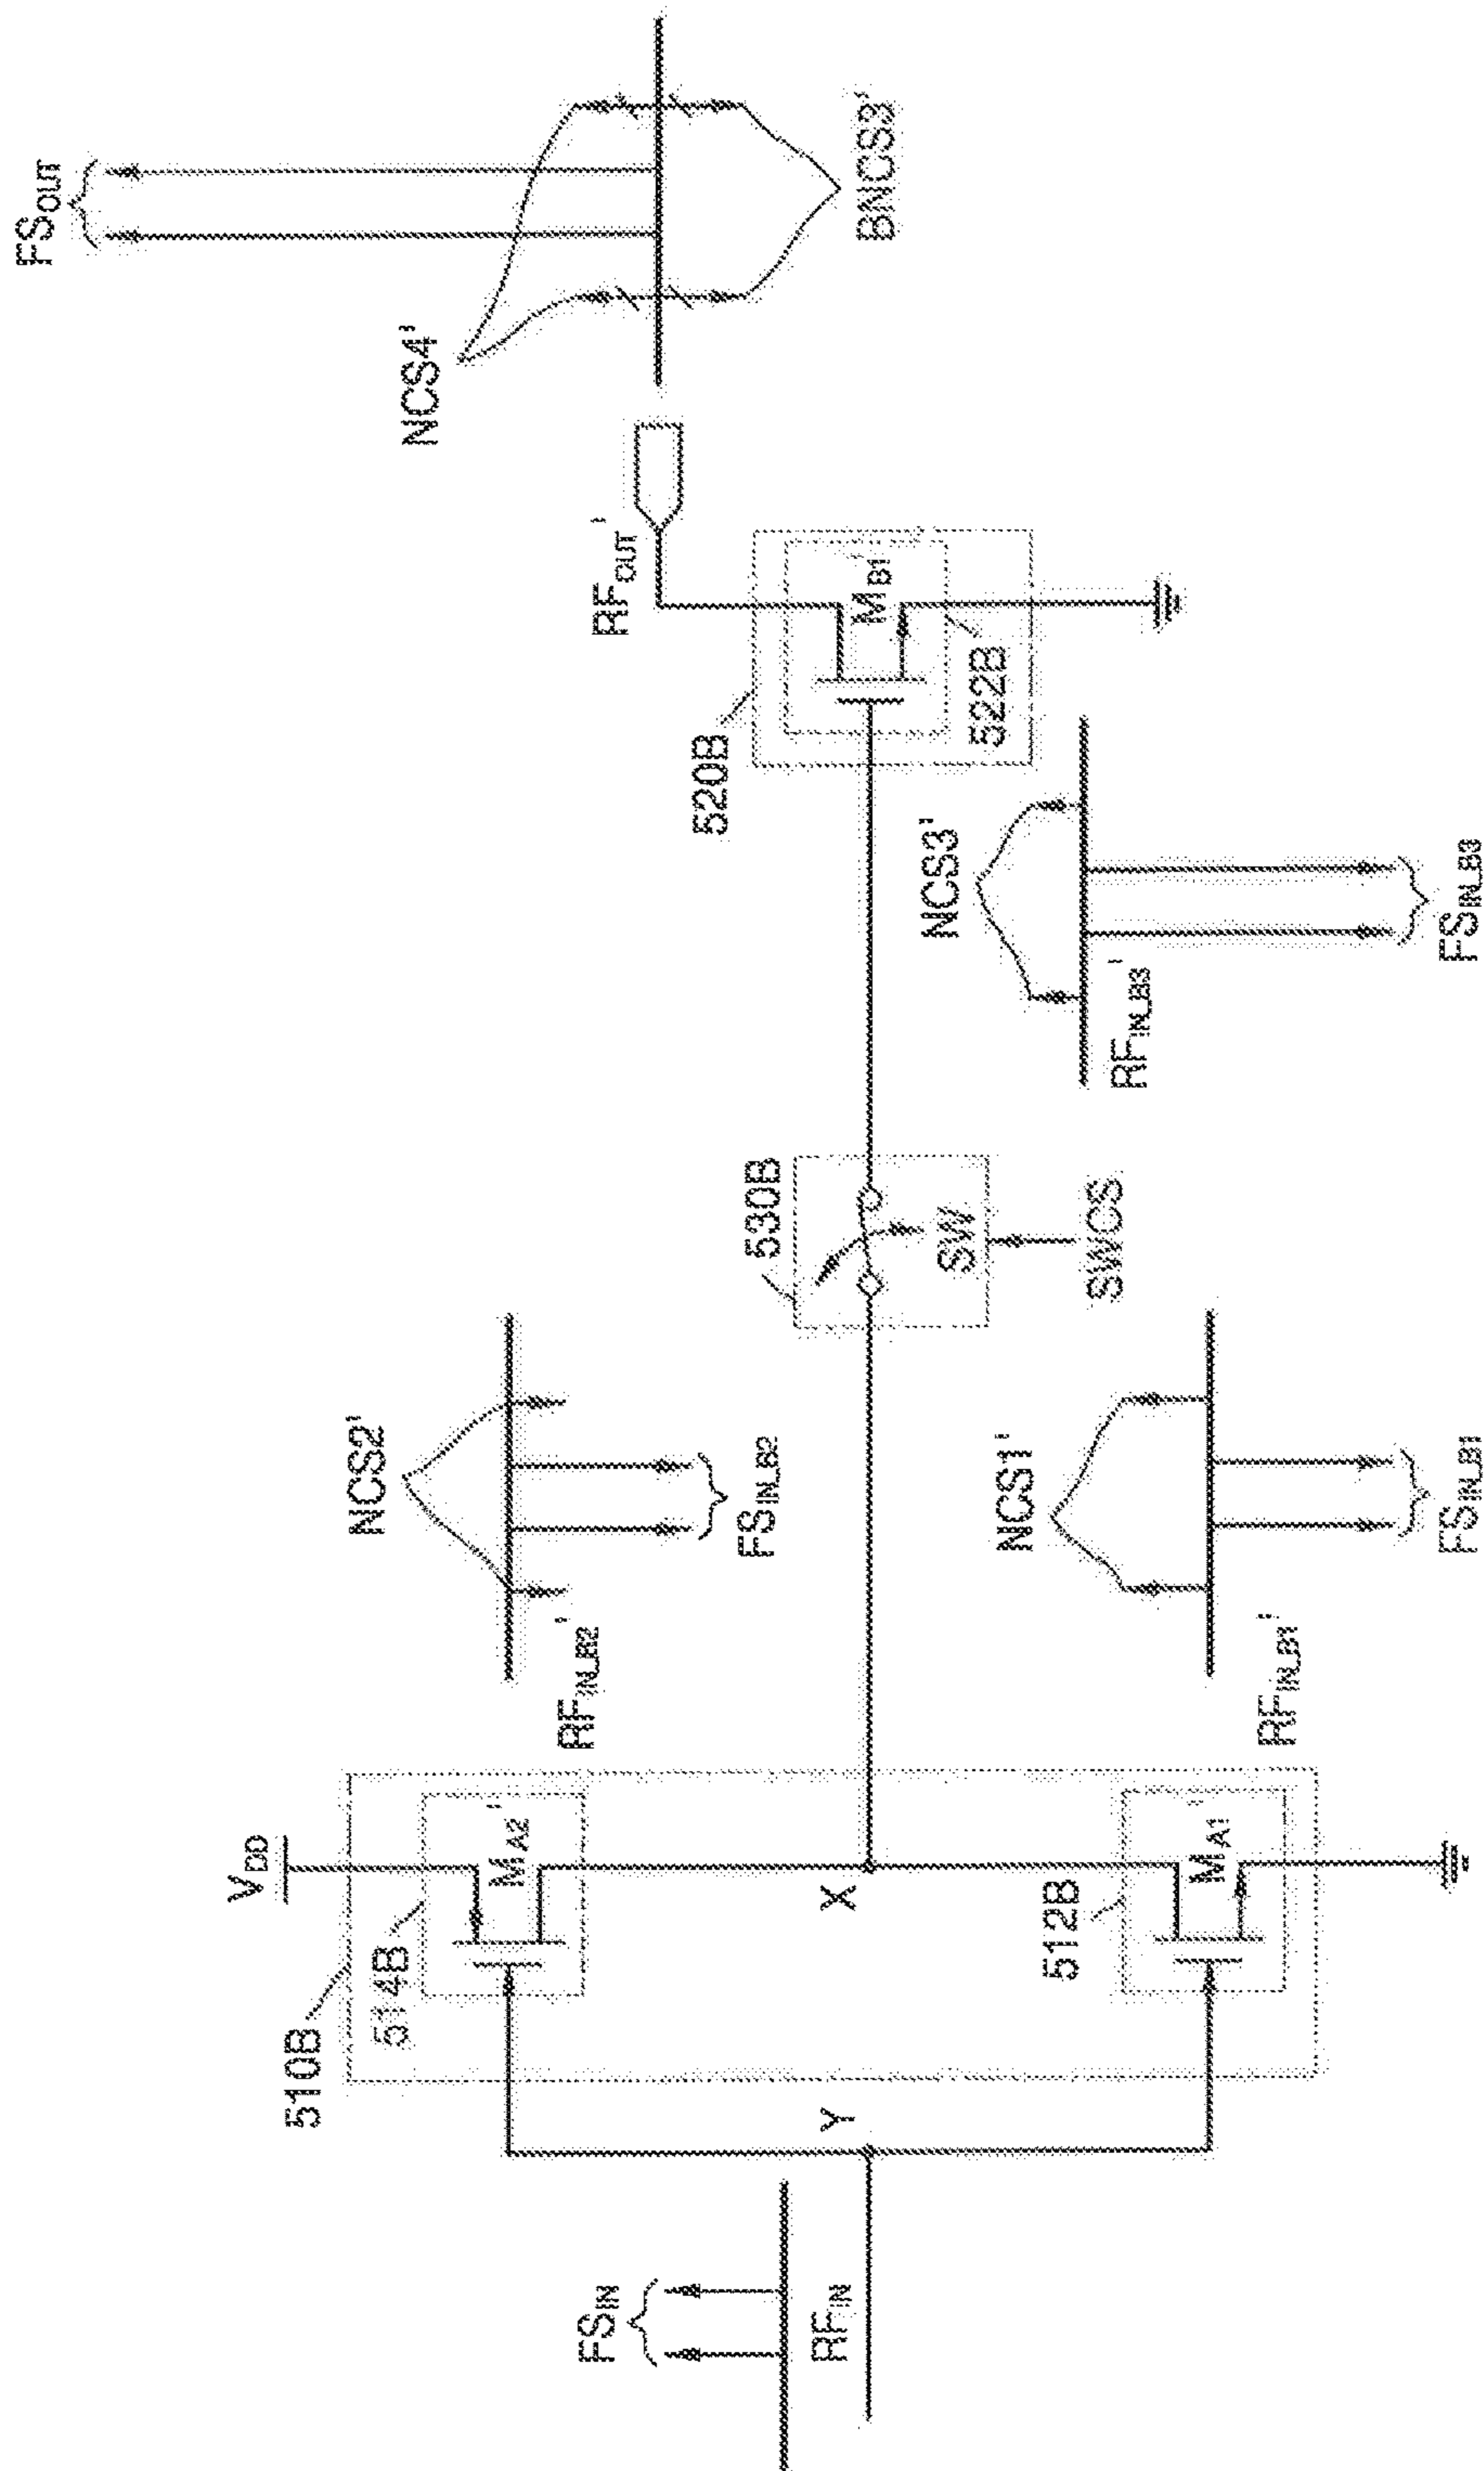 FS_IN
RF_IN
Y
510B
514B
V_DD
M_A2'
X
512B
M_A1'
NCS2'
RF_IN_B2'
FS_IN_B2
NCS1'
RF_IN_B1'
FS_IN_B1
530B
SW
SWCS
NCS3'
RF_IN_B3'
FS_IN_B3
520B
522B
M_B1'
RF_OUT'
NCS4'
FS_OUT
BNCS3'